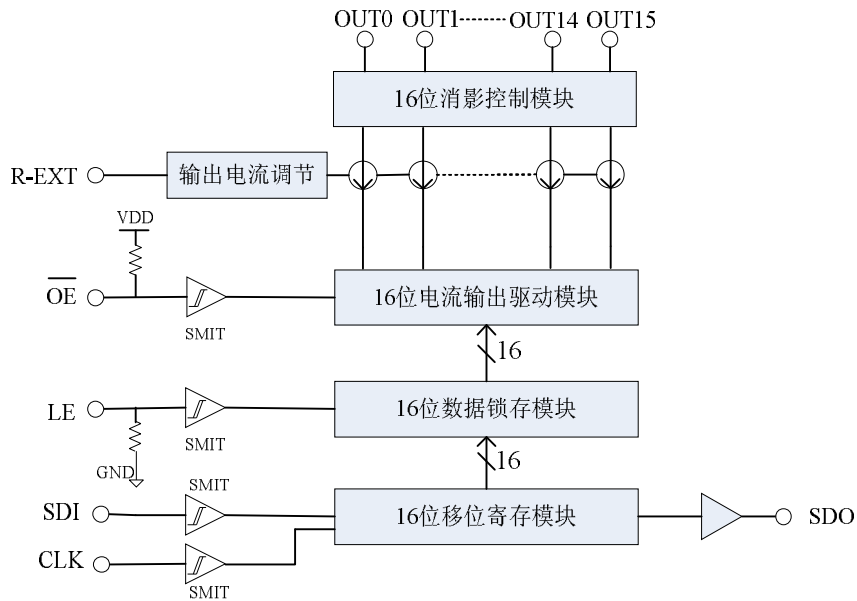 OUT0 OUT1 OUT14 OUT15
16位消影控制模块
R-EXT
输出电流调节
VDD
OE
SMIT
16位电流输出驱动模块
16
LE
SMIT
16位数据锁存模块
GND
16
SMIT
SDI
16位移位寄存模块
SDO
CLK
SMIT